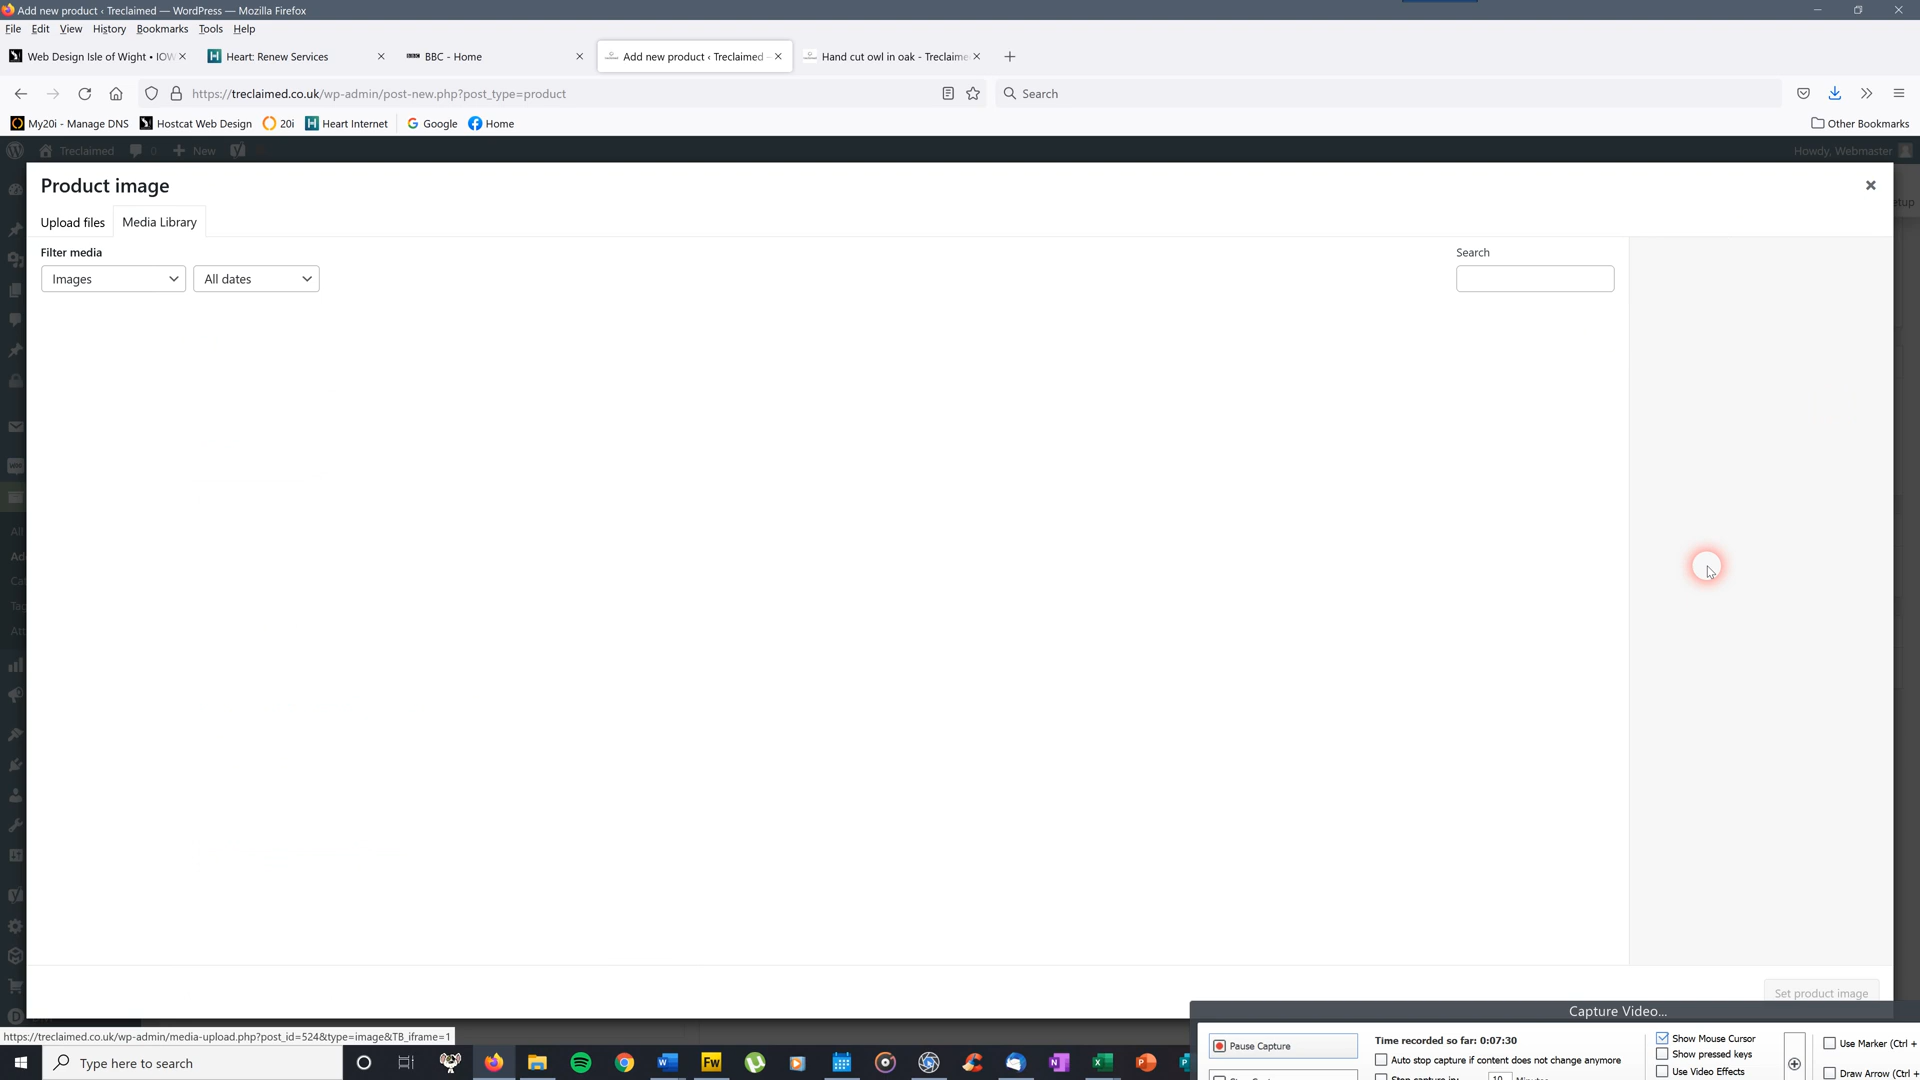 Add new product ‹ Treclaimed — WordPress — Mozilla Firefox
File Edit View History Bookmarks Tools Help
Web Design Isle of Wight • IOW
Heart: Renew Services
BBC - Home
Add new product ‹ Treclaimed
Hand cut owl in oak - Treclaime
https://treclaimed.co.uk/wp-admin/post-new.php?post_type=product
Search
My20i - Manage DNS
Hostcat Web Design
20i
Heart Internet
Google
Home
Other Bookmarks
Treclaimed
0
New
Howdy, Webmaster
Product image
etup
Upload files
Media Library
Filter media
Search
Images
All dates
All
Ad
Cat
Tag
Att
Set product image
Capture Video...
https://treclaimed.co.uk/wp-admin/media-upload.php?post_id=524&type=image&TB_iframe=1
Type here to search
Pause Capture
Time recorded so far: 0:07:30
Auto stop capture if content does not change anymore
Stop capture in:
10
Show Mouse Cursor
Show pressed keys
Use Video Effects
Use Marker (Ctrl +
Draw Arrow (Ctrl +